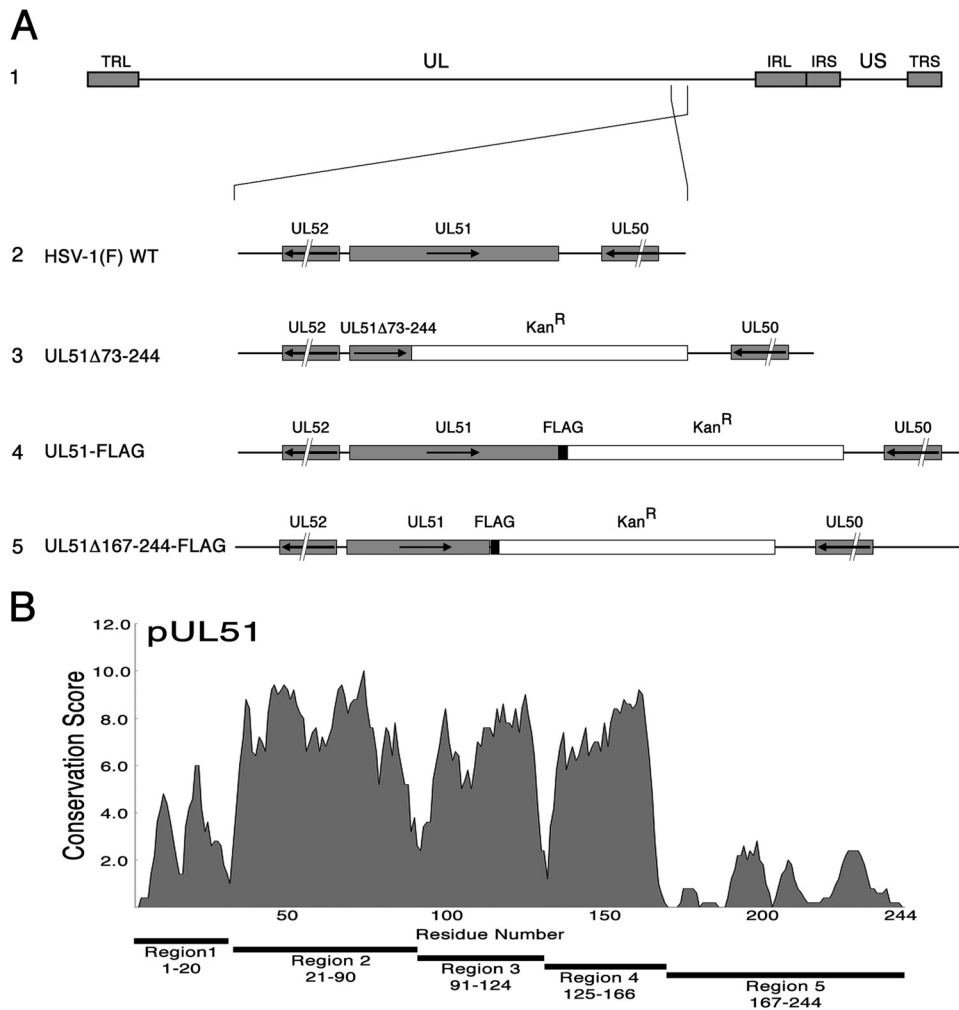 A
1 TRL UL IRL IRS US TRS
UL52 UL51 UL50
2 HSV-1(F) WT
UL52 UL51Δ73-244 KanR UL50
3 UL51Δ73-244
UL52 UL51 FLAG KanR UL50
4 UL51-FLAG
UL52 UL51 FLAG KanR UL50
5 UL51Δ167-244-FLAG
B
pUL51
Conservation Score
12.0
10.0
8.0
6.0
4.0
2.0
50 100 150 200 244
Residue Number
Region1
1-20
Region 2
21-90
Region 3
91-124
Region 4
125-166
Region 5
167-244